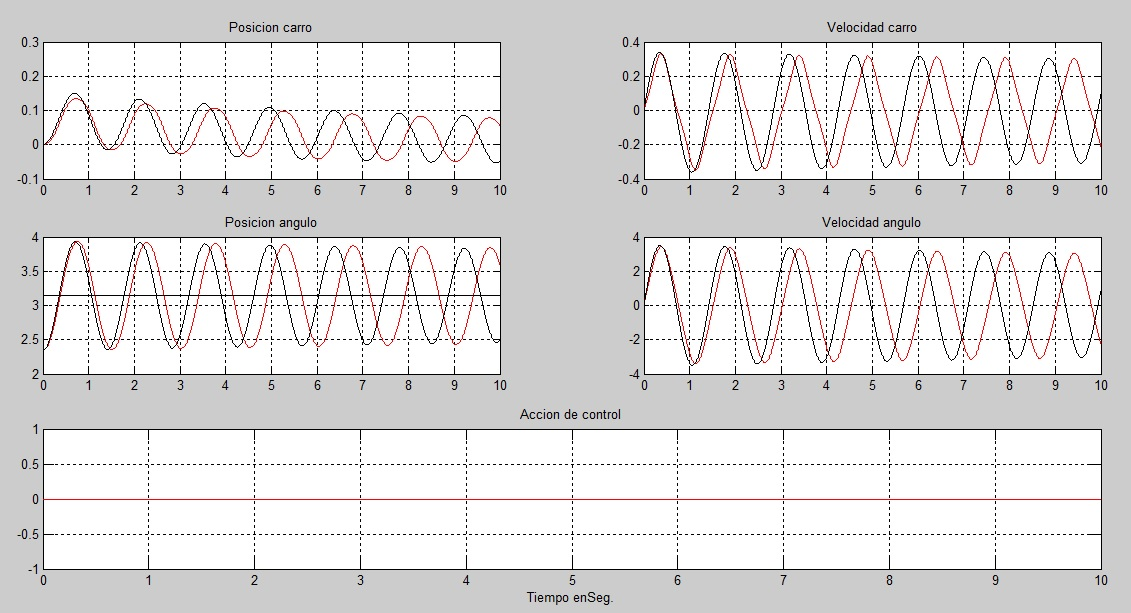 Posicion carro
0.3
0.2
0.1
0
-0.1
0 1 2 3 4 5 6 7 8 9 10
Velocidad carro
0.4
0.2
0
-0.2
-0.4
0 1 2 3 4 5 6 7 8 9 10
Posicion angulo
4
3.5
3
2.5
2
0 1 2 3 4 5 6 7 8 9 10
Velocidad angulo
4
2
0
-2
-4
0 1 2 3 4 5 6 7 8 9 10
Accion de control
1
0.5
0
-0.5
-1
0 1 2 3 4 5 6 7 8 9 10
Tiempo enSeg.